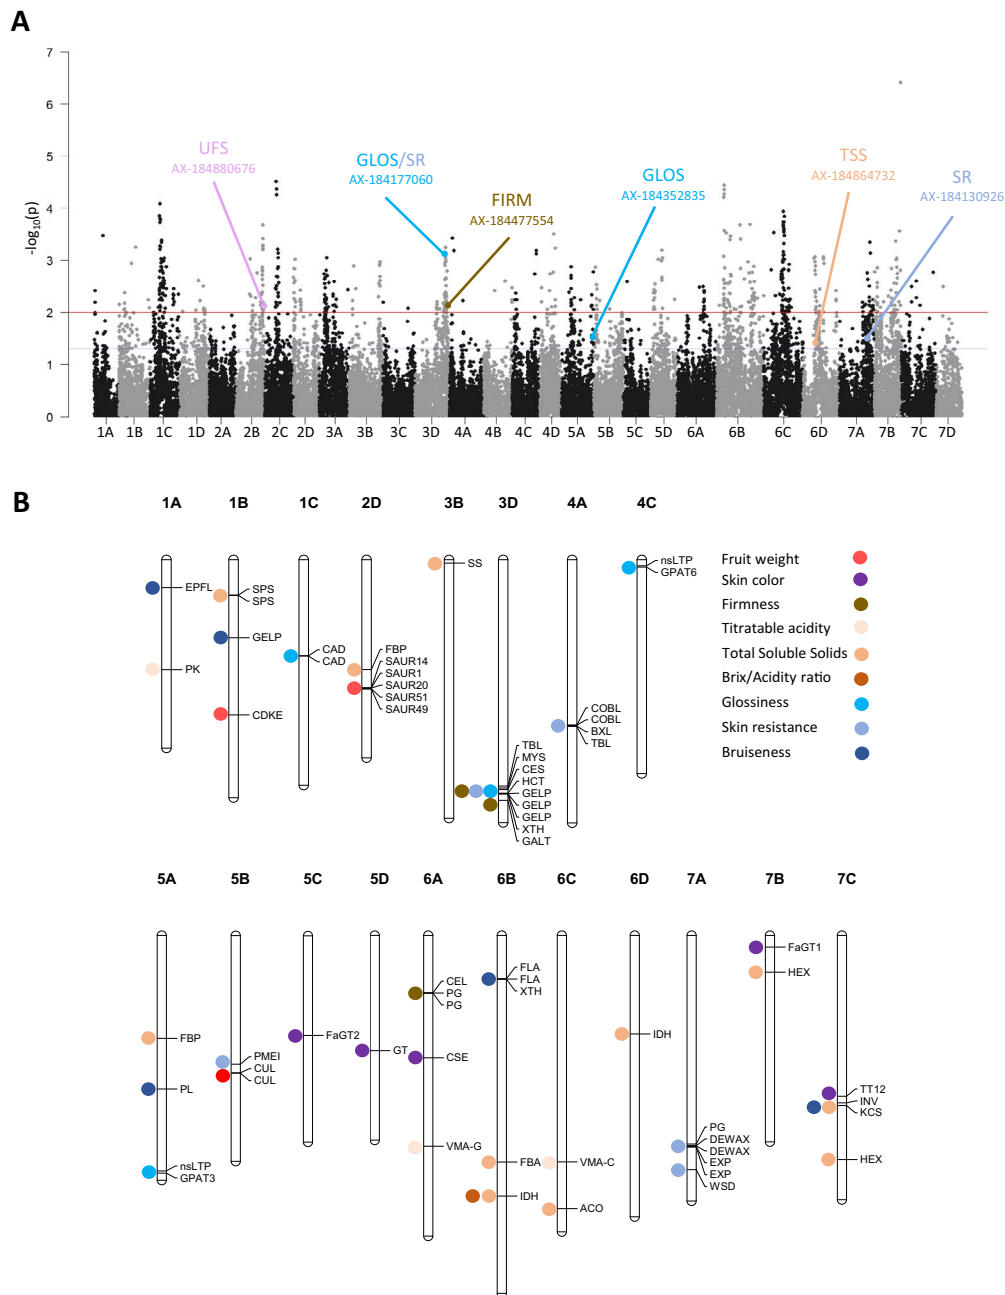 A
7
6
5
4
3
2
1
0
-log10(p)
UFS
AX-184880676
GLOS/SR
AX-184177060
FIRM
AX-184477554
GLOS
AX-184352835
TSS
AX-184864732
SR
AX-184130926
1A 1B 1C 1D 2A 2B 2C 2D 3A 3B 3C 3D 4A 4B 4C 4D 5A 5B 5C 5D 6A 6B 6C 6D 7A 7B 7C 7D
B
1A 1B 1C 2D 3B 3D 4A 4C
EPFL
PK
SPS
SPS
GELP
CDKE
CAD
CAD
FBP
SAUR14
SAUR1
SAUR20
SAUR51
SAUR49
SS
TBL
MYS
CES
HCT
GELP
GELP
GELP
XTH
GALT
COBL
COBL
BXL
TBL
nsLTP
GPAT6
Fruit weight
Skin color
Firmness
Titratable acidity
Total Soluble Solids
Brix/Acidity ratio
Glossiness
Skin resistance
Bruiseness
5A 5B 5C 5D 6A 6B 6C 6D 7A 7B 7C
FBP
PL
nsLTP
GPAT3
PMEI
CUL
CUL
FaGT2
GT
CEL
PG
PG
CSE
VMA-G
FLA
FLA
XTH
FBA
IDH
VMA-C
ACO
IDH
PG
DEWAX
DEWAX
EXP
EXP
WSD
FaGT1
HEX
TT12
INV
KCS
HEX